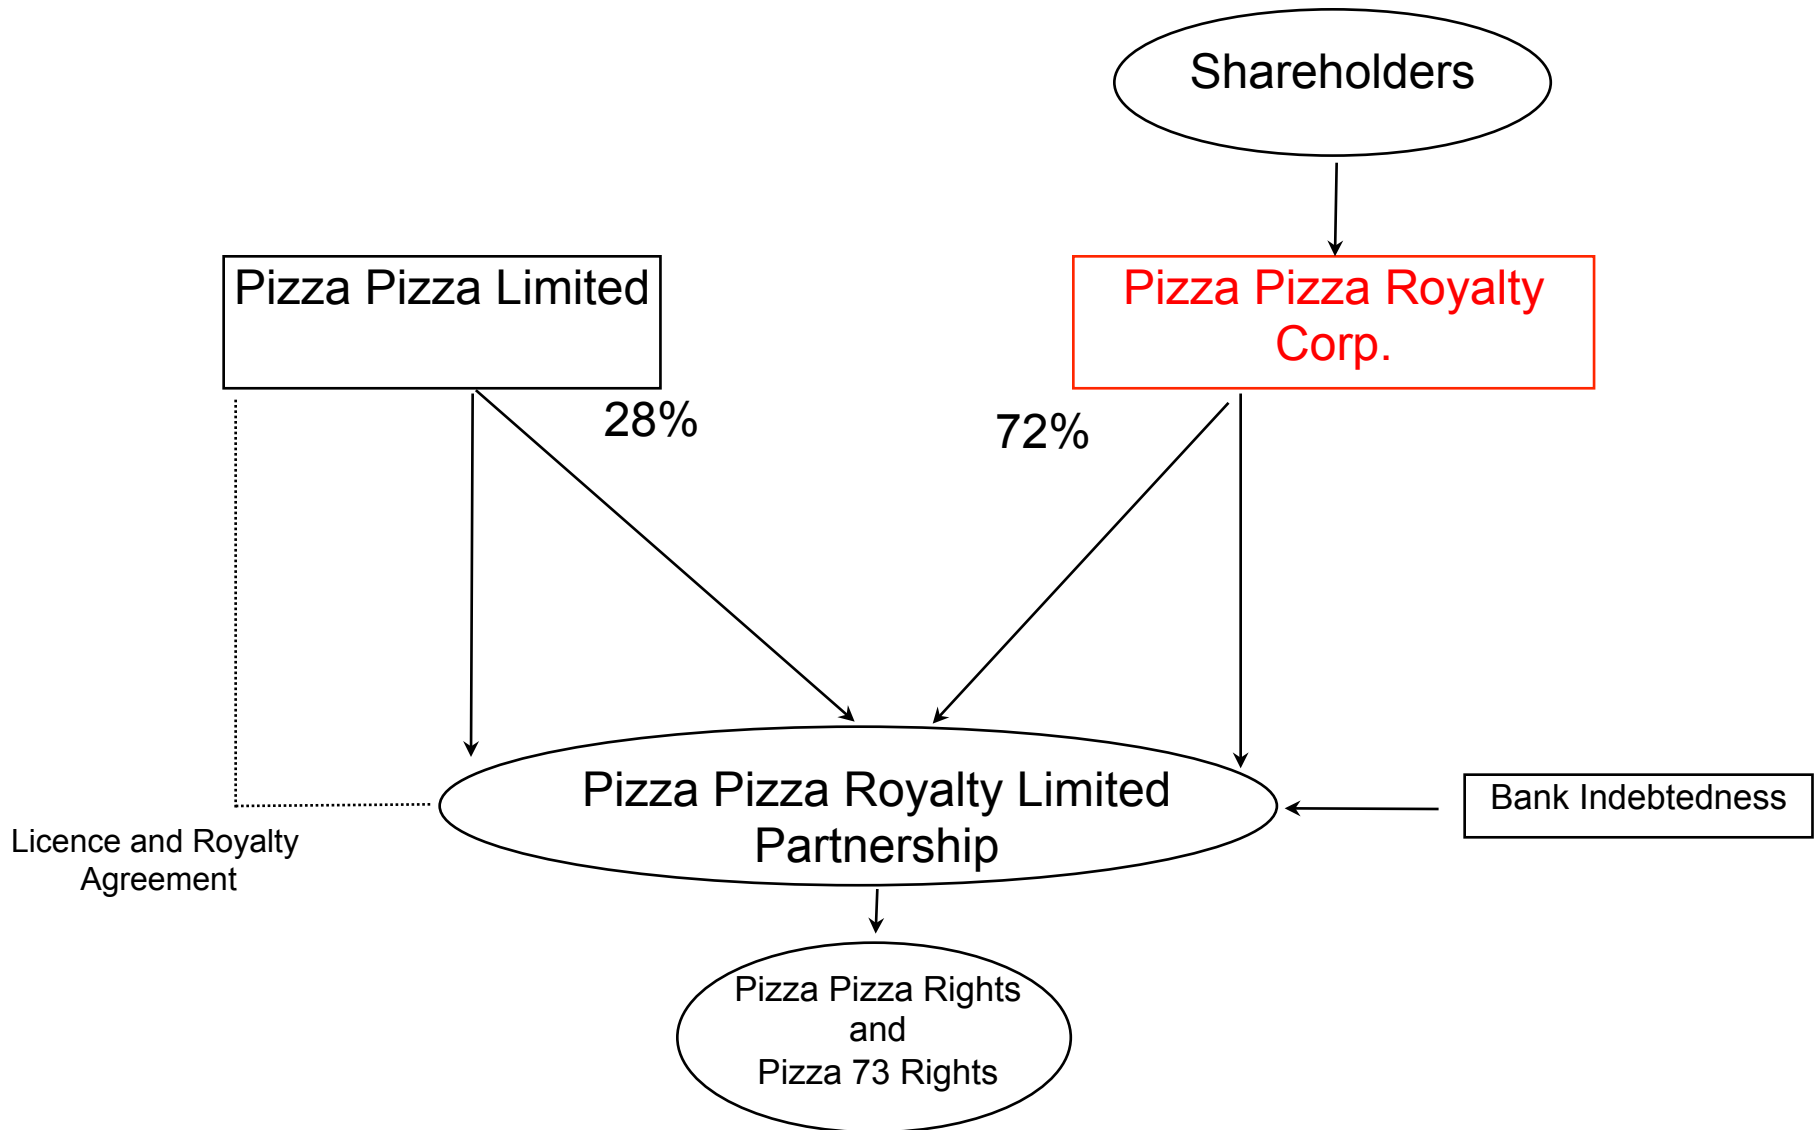 Shareholders
Pizza Pizza Limited
Pizza Pizza Royalty
Corp.
28%
72%
Pizza Pizza Royalty Limited
Partnership
Bank Indebtedness
Licence and Royalty
Agreement
Pizza Pizza Rights
and
Pizza 73 Rights